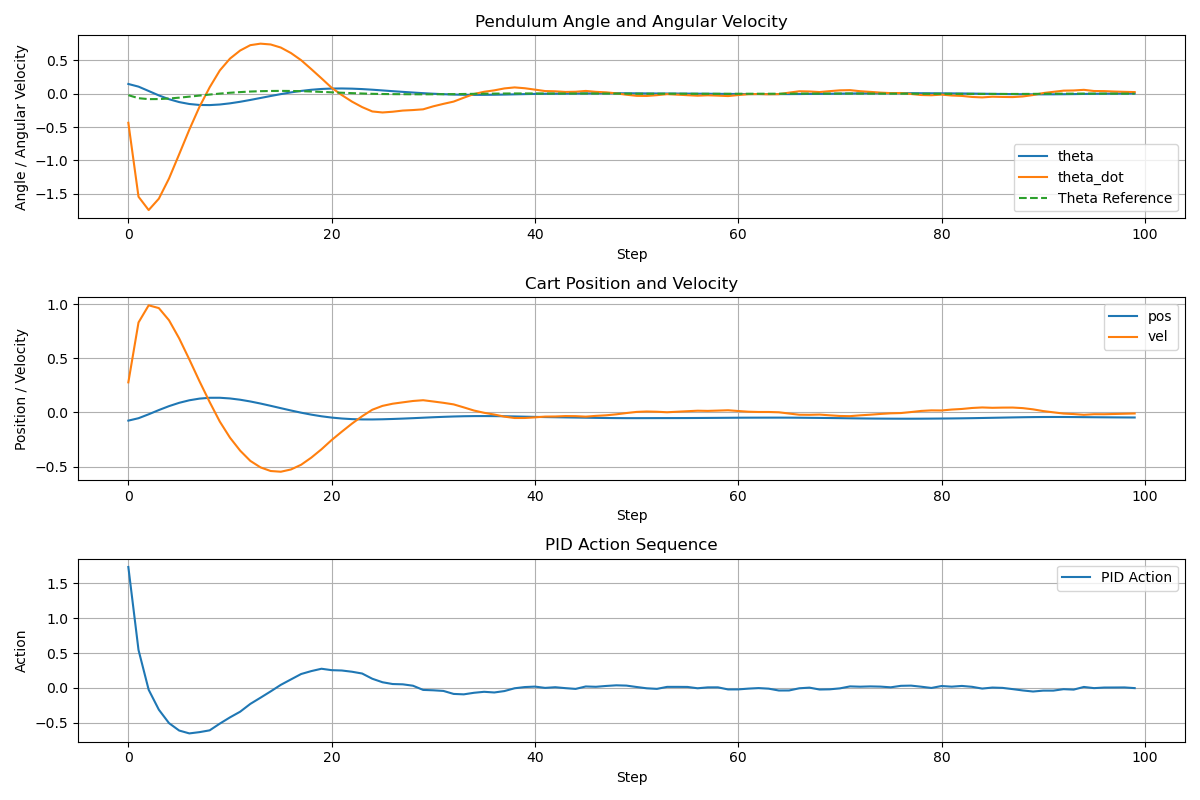 Pendulum Angle and Angular Velocity
Angle / Angular Velocity
0.5
0.0
−0.5
−1.0
−1.5
theta
theta_dot
Theta Reference
0 20 40 60 80 100
Step
Cart Position and Velocity
Position / Velocity
1.0
0.5
0.0
−0.5
pos
vel
0 20 40 60 80 100
Step
PID Action Sequence
Action
1.5
1.0
0.5
0.0
−0.5
PID Action
0 20 40 60 80 100
Step